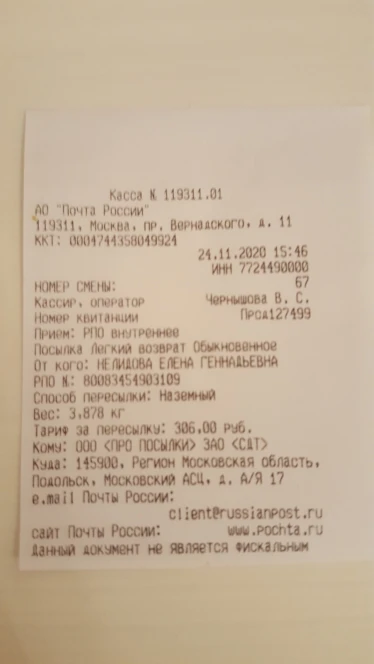 Касса № 119311.01
АО "Почта России"
119311, Москва, пр. Вернадского, д. 11
ККТ: 0004744358049924
24.11.2020 15:46
ИНН 7724490000
НОМЕР СМЕНЫ: 67
Кассир, оператор Чернышова В. С.
Номер квитанции Прод127499
Прием: РПО внутреннее
Посылка Легкий возврат Обыкновенное
От кого: НЕЛИДОВА ЕЛЕНА ГЕННАДЬЕВНА
РПО №: 80083454903109
Способ пересылки: Наземный
Вес: 3,878 кг
Тариф за пересылку: 306,00 руб.
Кому: ООО <ПРО ПОСЫЛКИ> ЗАО <СДТ>
Куда: 145900, Регион Московская область,
Подольск, Московский АСЦ, д. А/Я 17
e.mail Почты России:
client@russianpost.ru
сайт Почты России: www.pochta.ru
Данный документ не является фискальным